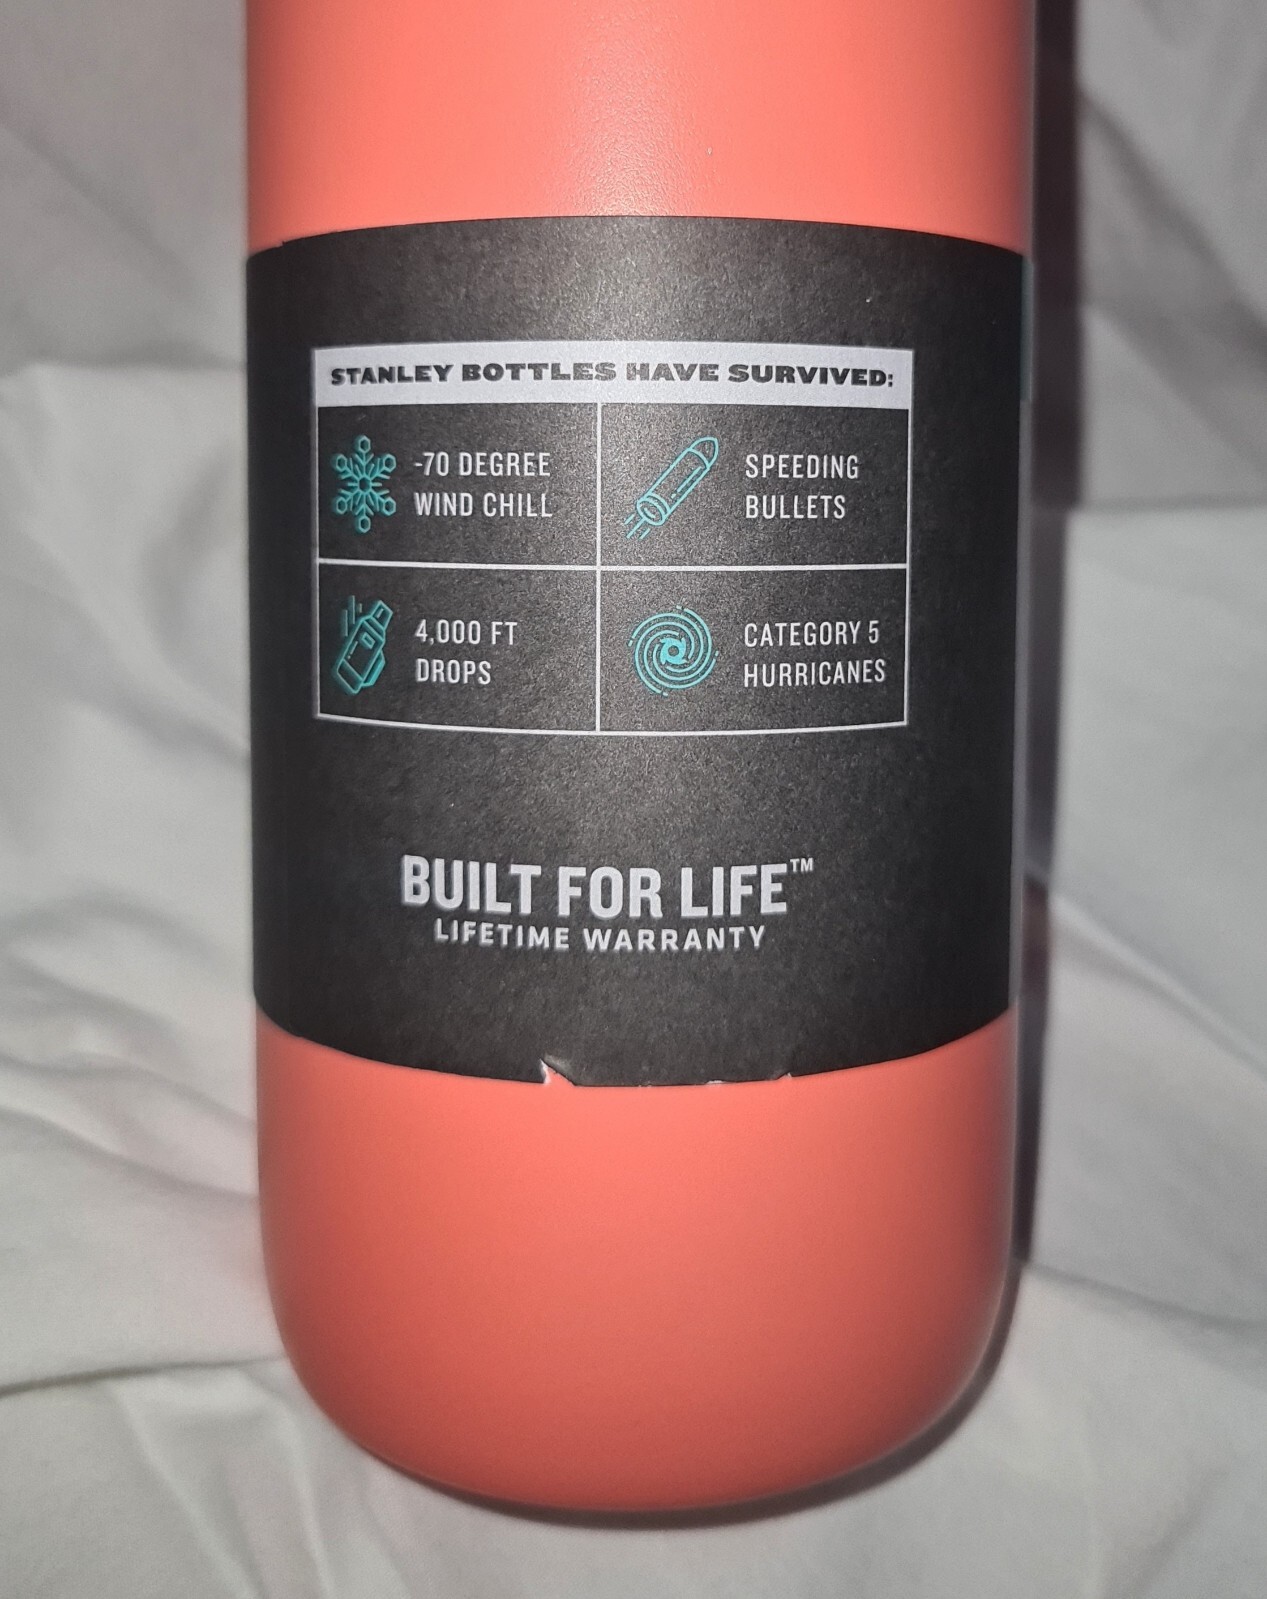 STANLEY BOTTLES HAVE SURVIVED:
-70 DEGREE
WIND CHILL
SPEEDING
BULLETS
4,000 FT
DROPS
CATEGORY 5
HURRICANES
BUILT FOR LIFE™
LIFETIME WARRANTY